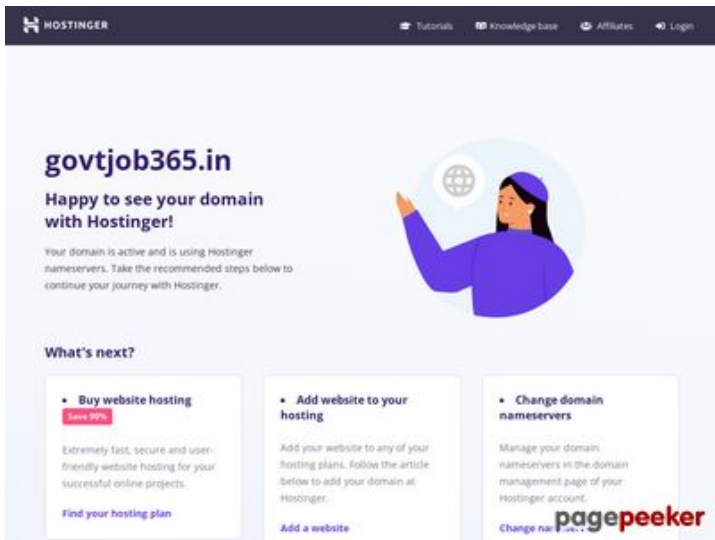 HOSTINGER
Tutorials
Knowledge base
Affiliates
Login
govtjob365.in
Happy to see your domain
with Hostinger!
Your domain is active and is using Hostinger
nameservers. Take the recommended steps below to
continue your journey with Hostinger.
What's next?
• Buy website hosting
Save 90%
Extremely fast, secure and user-
friendly website hosting for your
successful online projects.
Find your hosting plan
• Add website to your
hosting
Add your website to any of your
hosting plans. Follow the article
below to add your domain at
Hostinger.
Add a website
• Change domain
nameservers
Manage your domain
nameservers in the domain
management page of your
Hostinger account.
Change
pagepeeker